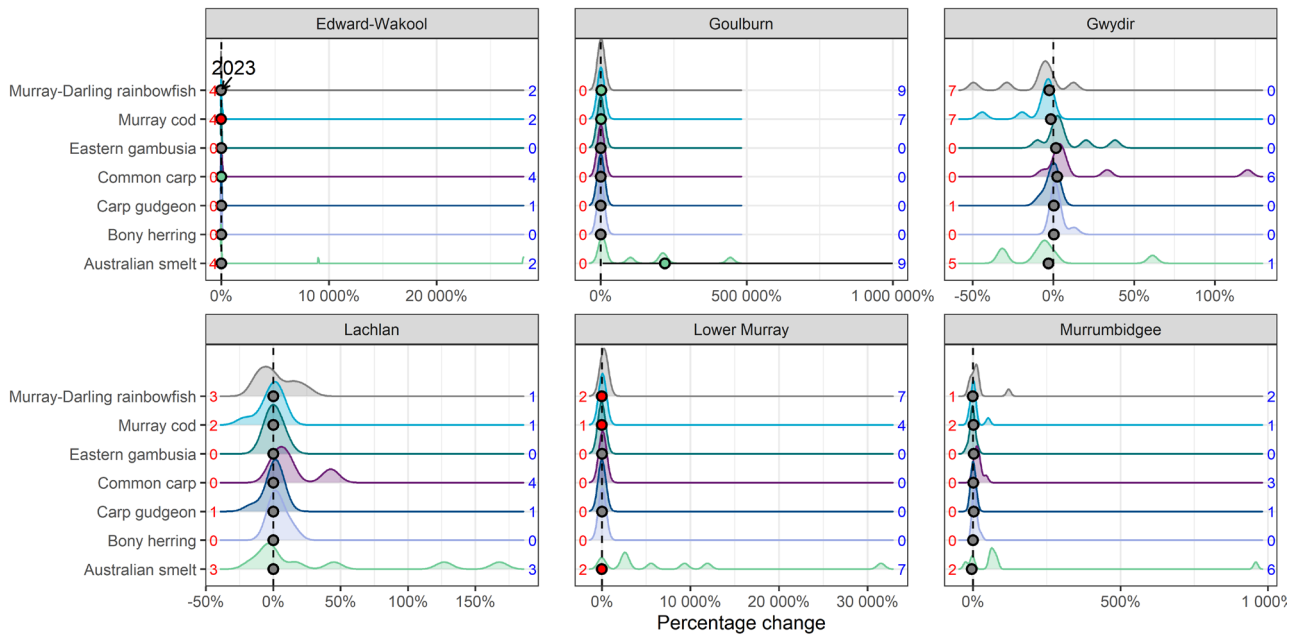 Edward-Wakool Goulburn Gwydir
2023
Murray-Darling rainbowfish 4 2 0 9 7 0
Murray cod 4 2 0 7 7 0
Eastern gambusia 0 0 0 0 0 0
Common carp 0 4 0 0 0 6
Carp gudgeon 0 1 0 0 1 0
Bony herring 0 0 0 0 0 0
Australian smelt 4 2 0 9 5 1
0% 10 000% 20 000% 0% 500 000% 1 000 000% -50% 0% 50% 100%
Lachlan Lower Murray Murrumbidgee
Murray-Darling rainbowfish 3 1 2 7 1 2
Murray cod 2 1 1 4 2 1
Eastern gambusia 0 0 0 0 0 0
Common carp 0 4 0 0 0 3
Carp gudgeon 1 1 0 0 0 1
Bony herring 0 0 0 0 0 0
Australian smelt 3 3 2 7 2 6
-50% 0% 50% 100% 150% 0% 10 000% 20 000% 30 000% 0% 500% 1 000%
Percentage change